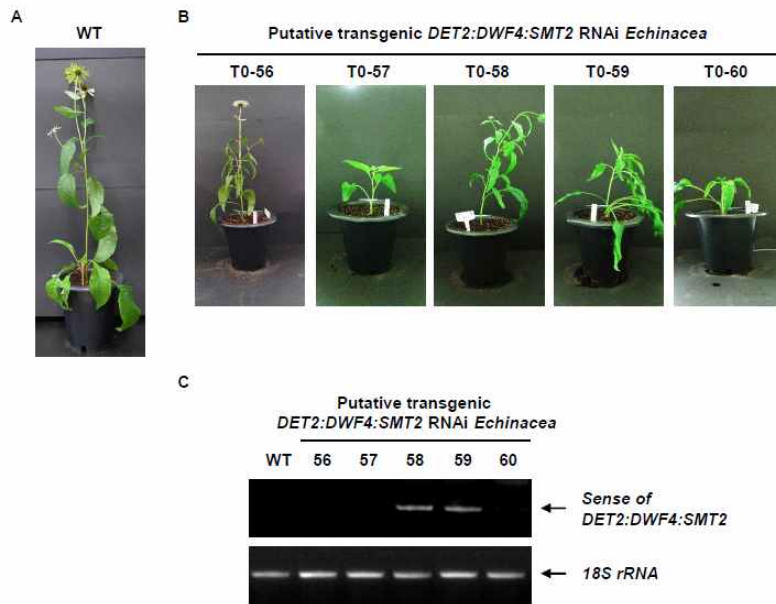 A
WT
B
Putative transgenic DET2:DWF4:SMT2 RNAi Echinacea
T0-56 T0-57 T0-58 T0-59 T0-60
C
Putative transgenic
DET2:DWF4:SMT2 RNAi Echinacea
WT 56 57 58 59 60
Sense of
DET2:DWF4:SMT2
18S rRNA